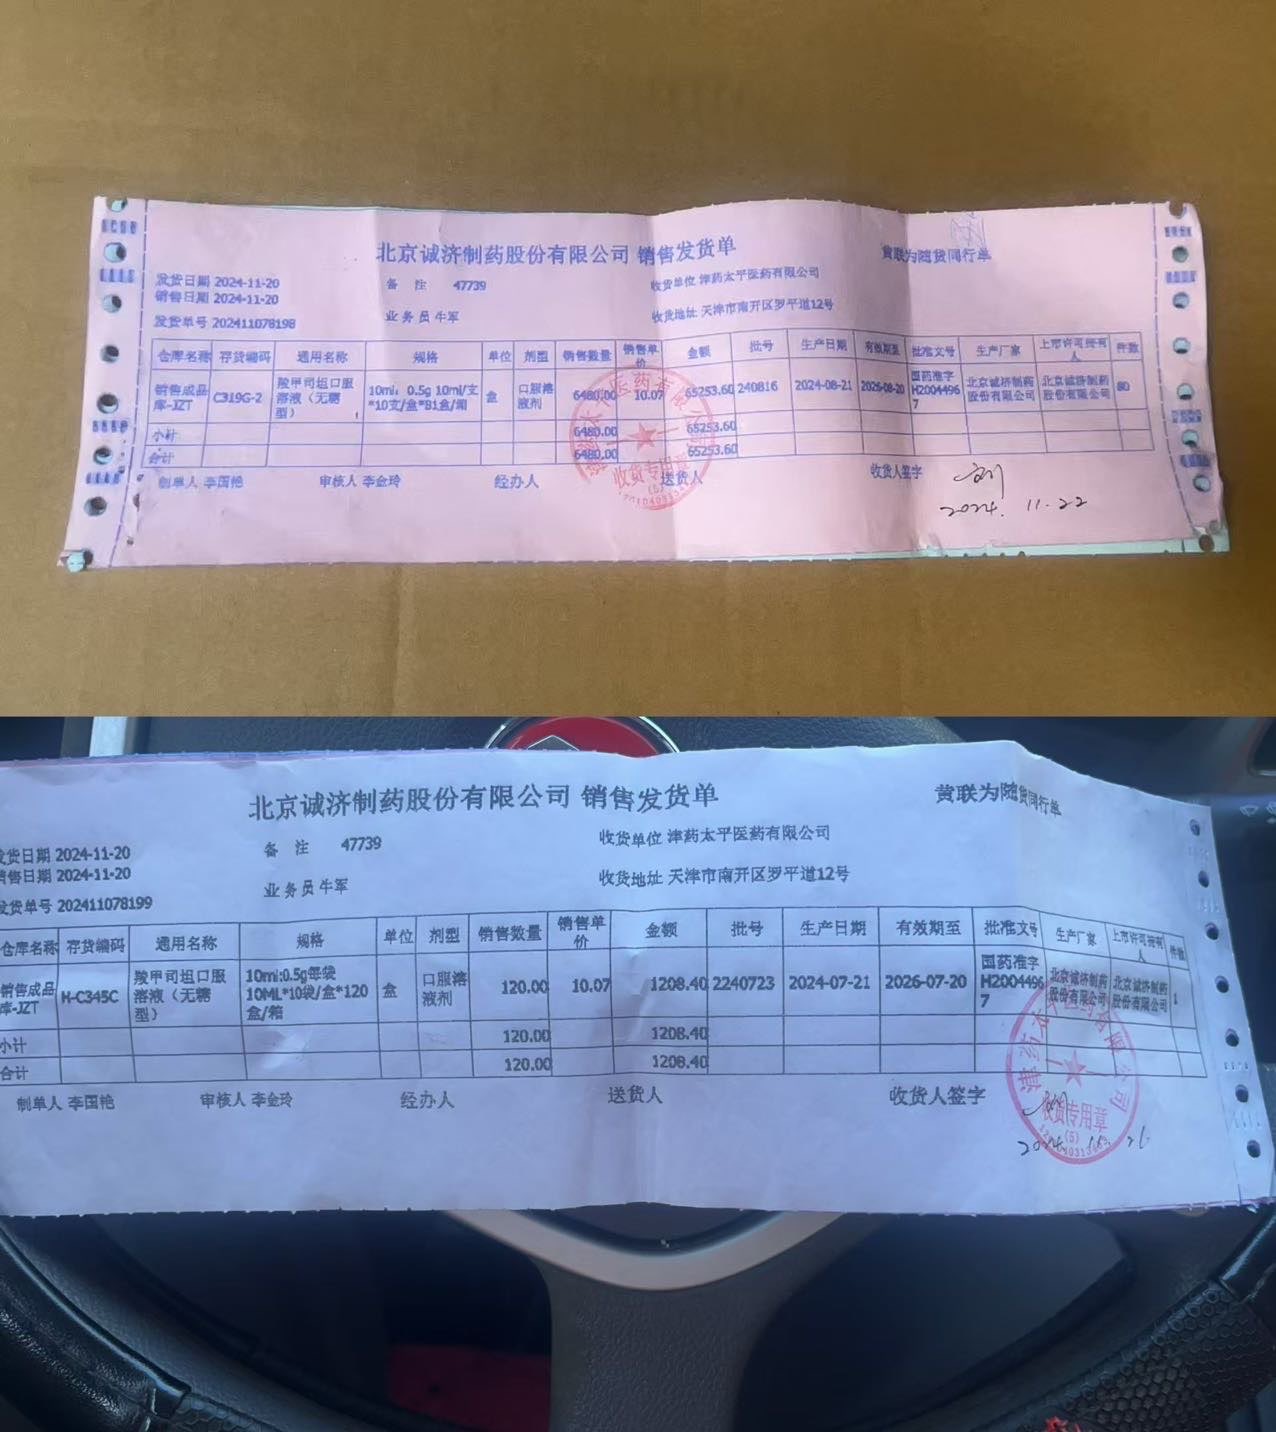 北京诚济制药股份有限公司 销售发货单
黄联为随货同行单
发货日期 2024-11-20
备 注 47739
收货单位 津药太平医药有限公司
销售日期 2024-11-20
发货单号 202411078198
业务员 牛军
收货地址 天津市南开区罗平道12号
仓库名称 存货编码 通用名称 规格 单位 剂型 销售数量 销售单价 金额 批号 生产日期 有效期至 批准文号 生产厂家 上市许可持有人 件数
销售成品库-JZT C319G-2 羧甲司坦口服溶液（无糖型） 10ml：0.5g 10ml/支*10支/盒*81盒/箱 盒 口服溶液剂 6480.00 10.07 65253.60 240816 2024-08-21 2026-08-20 国药准字H20044967 北京诚济制药股份有限公司 北京诚济制药股份有限公司 80
小计 6480.00 65253.60
合计 6480.00 65253.60
制单人 李国艳 审核人 李金玲 经办人 送货人 收货人签字
收货专用章
(5)
2024. 11. 22
北京诚济制药股份有限公司 销售发货单
黄联为随货同行单
发货日期 2024-11-20
备 注 47739
收货单位 津药太平医药有限公司
销售日期 2024-11-20
发货单号 202411078199
业务员 牛军
收货地址 天津市南开区罗平道12号
仓库名称 存货编码 通用名称 规格 单位 剂型 销售数量 销售单价 金额 批号 生产日期 有效期至 批准文号 生产厂家 上市许可持有人 件数
销售成品库-JZT H-C345C 羧甲司坦口服溶液（无糖型） 10ml:0.5g每袋 10ML*10袋/盒*120盒/箱 盒 口服溶液剂 120.00 10.07 1208.40 2240723 2024-07-21 2026-07-20 国药准字H20044967 北京诚济制药股份有限公司 北京诚济制药股份有限公司 1
小计 120.00 1208.40
合计 120.00 1208.40
制单人 李国艳 审核人 李金玲 经办人 送货人 收货人签字
津药太平医药有限公司
收货专用章
(5)